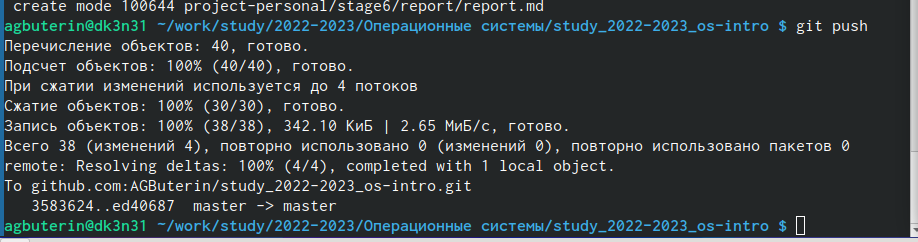 create mode 100644 project-personal/stage6/report/report.md
agbuterin@dk3n31 ~/work/study/2022-2023/Операционные системы/study_2022-2023_os-intro $ git push
Перечисление объектов: 40, готово.
Подсчет объектов: 100% (40/40), готово.
При сжатии изменений используется до 4 потоков
Сжатие объектов: 100% (30/30), готово.
Запись объектов: 100% (38/38), 342.10 КиБ | 2.65 МиБ/с, готово.
Всего 38 (изменений 4), повторно использовано 0 (изменений 0), повторно использовано пакетов 0
remote: Resolving deltas: 100% (4/4), completed with 1 local object.
To github.com:AGButerin/study_2022-2023_os-intro.git
3583624..ed40687  master -> master
agbuterin@dk3n31 ~/work/study/2022-2023/Операционные системы/study_2022-2023_os-intro $